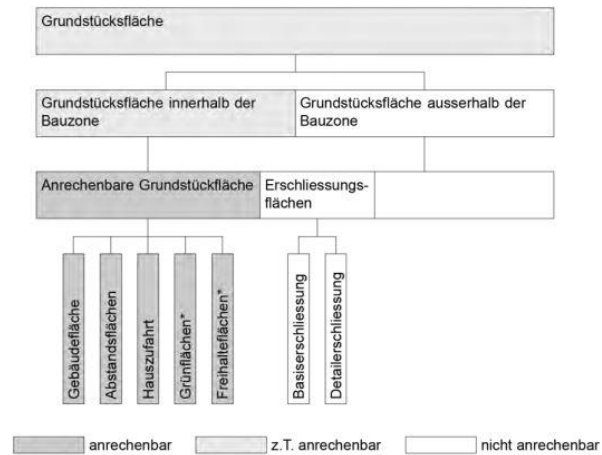 Grundstücksfläche
Grundstücksfläche innerhalb der
Bauzone
Grundstücksfläche ausserhalb der
Bauzone
Anrechenbare Grundstückfläche
Erschliessungs-
flächen
Gebäudefläche
Abstandsflächen
Hauszufahrt
Grünflächen*
Freihalteflächen*
Basiserschliessung
Detailerschliessung
anrechenbar
z.T. anrechenbar
nicht anrechenbar